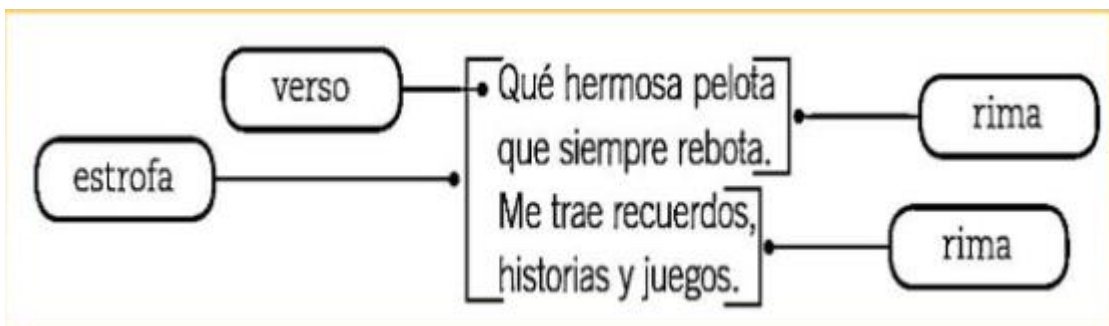 verso
Qué hermosa pelota
rima
que siempre rebota.
estrofa
Me trae recuerdos,
rima
historias y juegos.